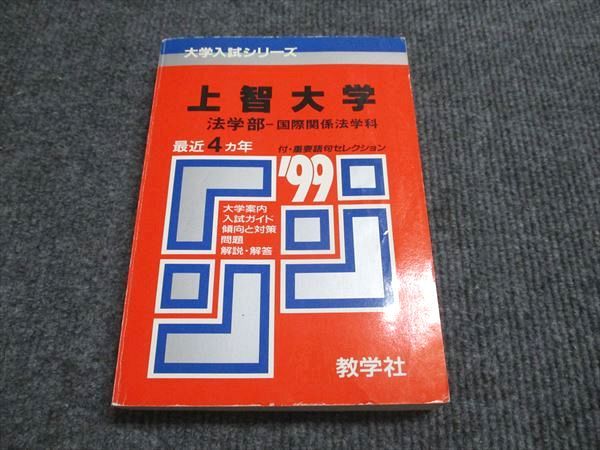 大学入試シリーズ
上智大学
法学部-国際関係法学科
最近4ヵ年
付・重要語句セレクション
'99
大学案内
入試ガイド
傾向と対策
問題
解説・解答
教学社